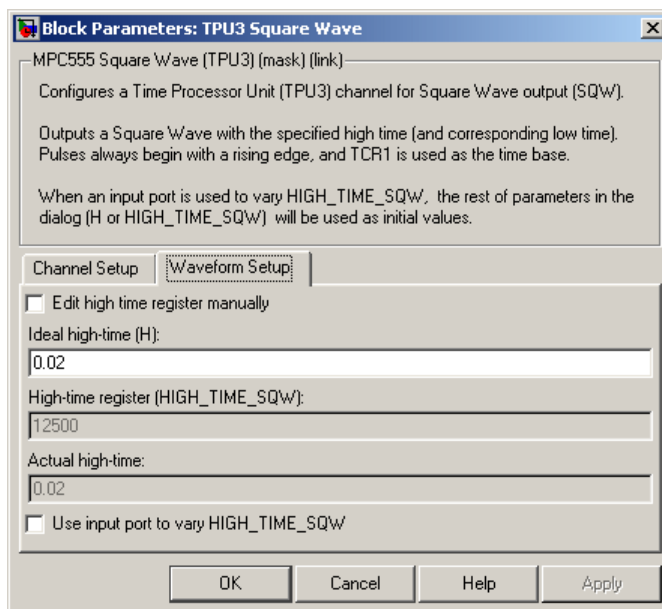 Block Parameters: TPU3 Square Wave
MPC555 Square Wave (TPU3) (mask) (link)
Configures a Time Processor Unit (TPU3) channel for Square Wave output (SQW).
Outputs a Square Wave with the specified high time (and corresponding low time).
Pulses always begin with a rising edge, and TCR1 is used as the time base.
When an input port is used to vary HIGH_TIME_SQW, the rest of parameters in the
dialog (H or HIGH_TIME_SQW) will be used as initial values.
Channel Setup Waveform Setup
Edit high time register manually
Ideal high-time (H):
0.02
High-time register (HIGH_TIME_SQW):
12500
Actual high-time:
0.02
Use input port to vary HIGH_TIME_SQW
OK Cancel Help Apply